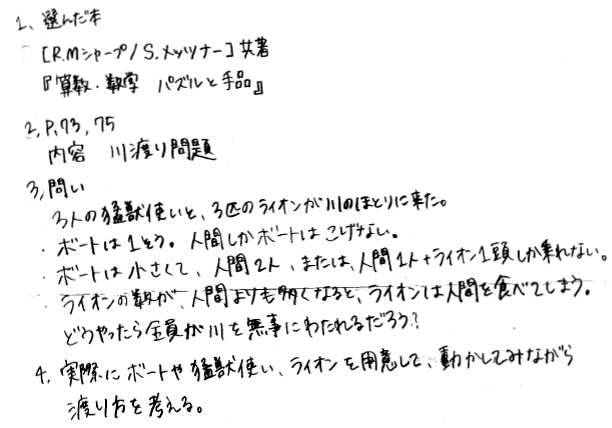 1、選んだ本
[R.Mシャープ/S.メッツナー]共著
『算数・数学 パズルと手品』
2、P,73,75
内容 川渡り問題
3、問い
3人の猛獣使いと、3匹のライオンが川のほとりに来た。
・ボートは1そう。人間しかボートはこげない。
・ボートは小さくて、人間2人、または、人間1人+ライオン1頭しか乗れない。
・ライオンの数が、人間よりも多くなると、ライオンは人間を食べてしまう。
どうやったら全員が川を無事にわたれるだろう?
4、実際にボートや猛獣使い、ライオンを用意して、動かしてみながら
渡り方を考える。